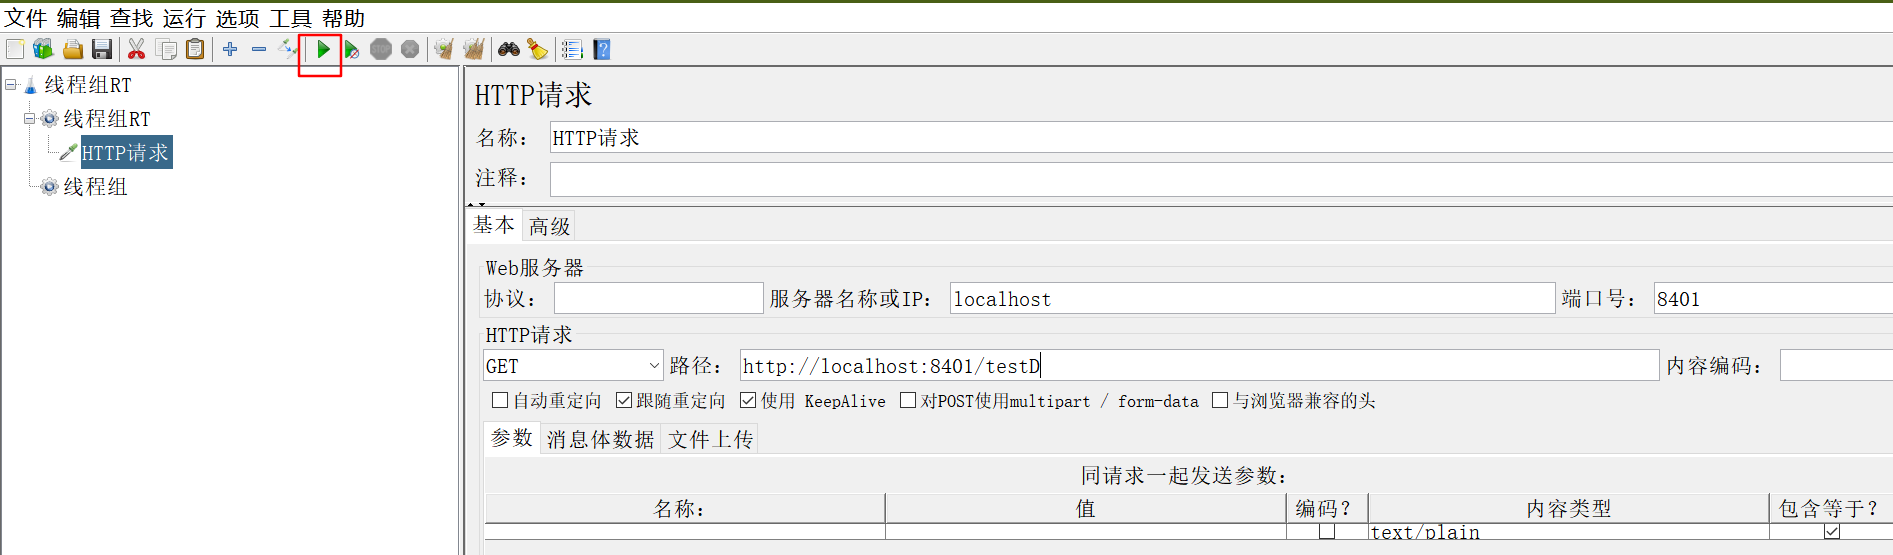 文件 编辑 查找 运行 选项 工具 帮助
STOP
线程组RT
线程组RT
HTTP请求
线程组
HTTP请求
名称： HTTP请求
注释：
基本 高级
Web服务器
协议： 服务器名称或IP： localhost 端口号： 8401
HTTP请求
GET 路径： http://localhost:8401/testD 内容编码：
自动重定向 跟随重定向 使用 KeepAlive 对POST使用multipart / form-data 与浏览器兼容的头
参数 消息体数据 文件上传
同请求一起发送参数：
名称： 值 编码？ 内容类型 包含等于？
text/plain